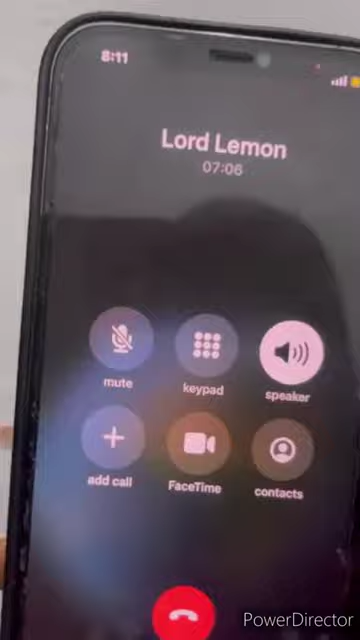 8:11
Lord Lemon
07:06
mute
keypad
speaker
add call
FaceTime
contacts
PowerDirector